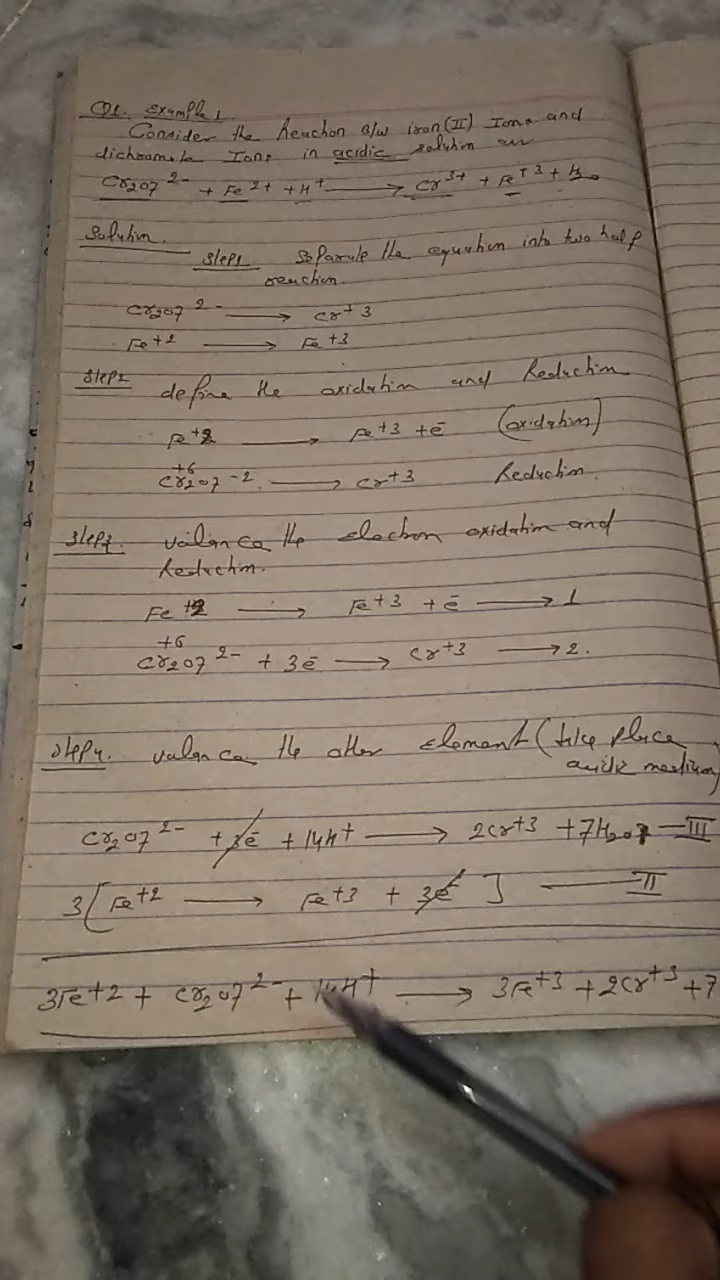 Q1. Example 1
Consider the Reaction b/w iron (II) Ions and
dichromate Ions in acidic solution as
Cr2O7 2- + Fe2+ + H+ → Cr3+ + Fe+3 + H2O
Solution.
Step1 Separate the equation into two half
reaction.
Cr2O7 2- → Cr+3
Fe+2 → Fe+3
Step2 define the oxidation and Reduction
Fe+2 → Fe+3 + ē (oxidation)
+6
Cr2O7 -2 → Cr+3 Reduction.
Step3. valance the electron oxidation and
Reduction.
Fe+2 → Fe+3 + ē → 1
+6
Cr2O7 2- + 3ē → Cr+3 → 2.
Step4. valance the other element (take place
acidic medium)
Cr2O7 2- + 3ē + 14H+ → 2Cr+3 + 7H2O — III
3[Fe+2 → Fe+3 + 3ē] — II
3Fe+2 + Cr2O7 2- + 14H+ → 3Fe+3 + 2Cr+3 + 7